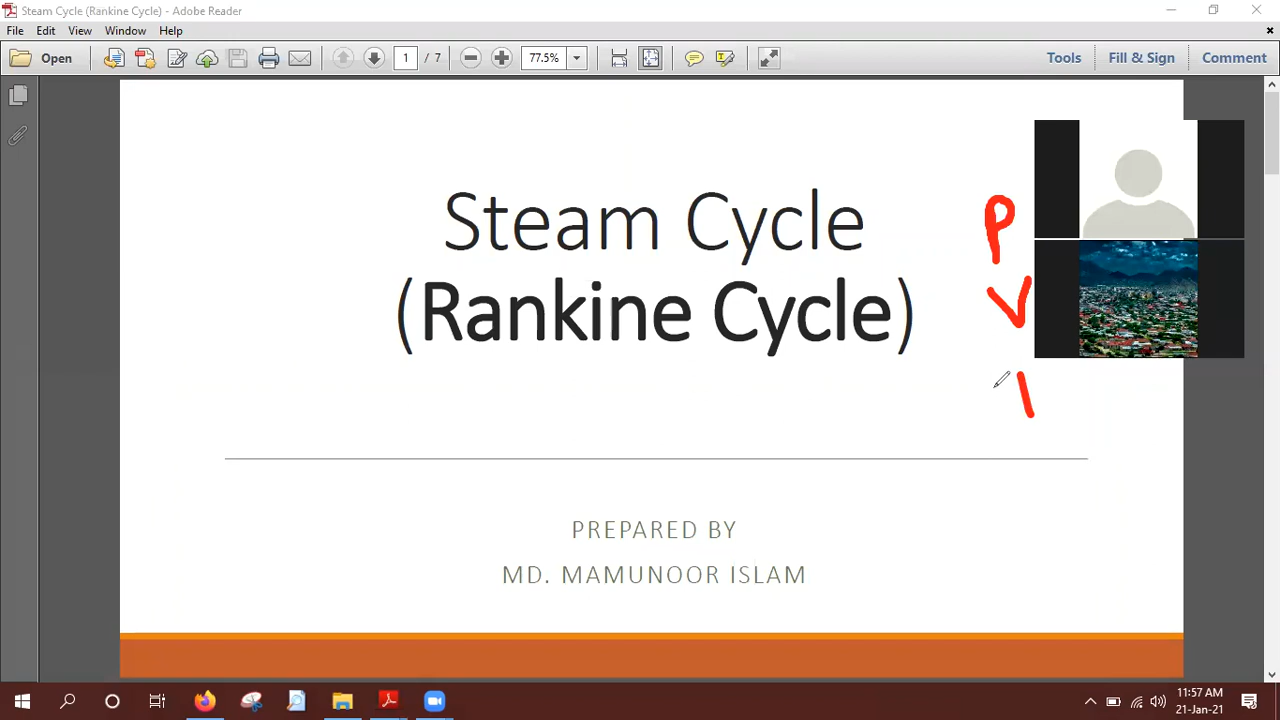 Steam Cycle (Rankine Cycle) - Adobe Reader
File Edit View Window Help
Open 1 / 7 77.5% Tools Fill & Sign Comment
Steam Cycle
(Rankine Cycle)
P
V
PREPARED BY
MD. MAMUNOOR ISLAM
11:57 AM
21-Jan-21